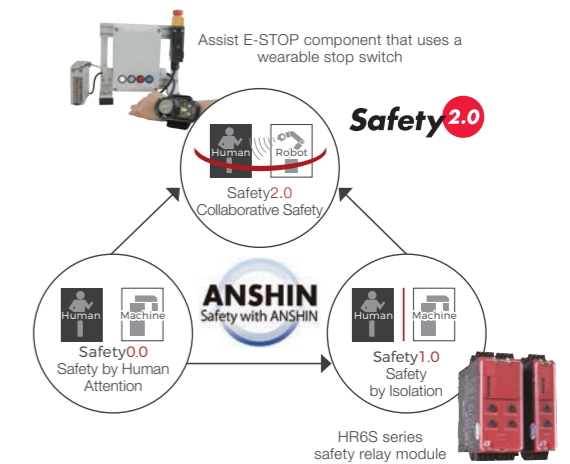 Assist E-STOP component that uses a
wearable stop switch
Safety 2.0
Human
Robot
Safety2.0
Collaborative Safety
ANSHIN
Safety with ANSHIN
Human
Machine
Safety0.0
Safety by Human
Attention
Human
Machine
Safety1.0
Safety
by Isolation
HR6S series
safety relay module